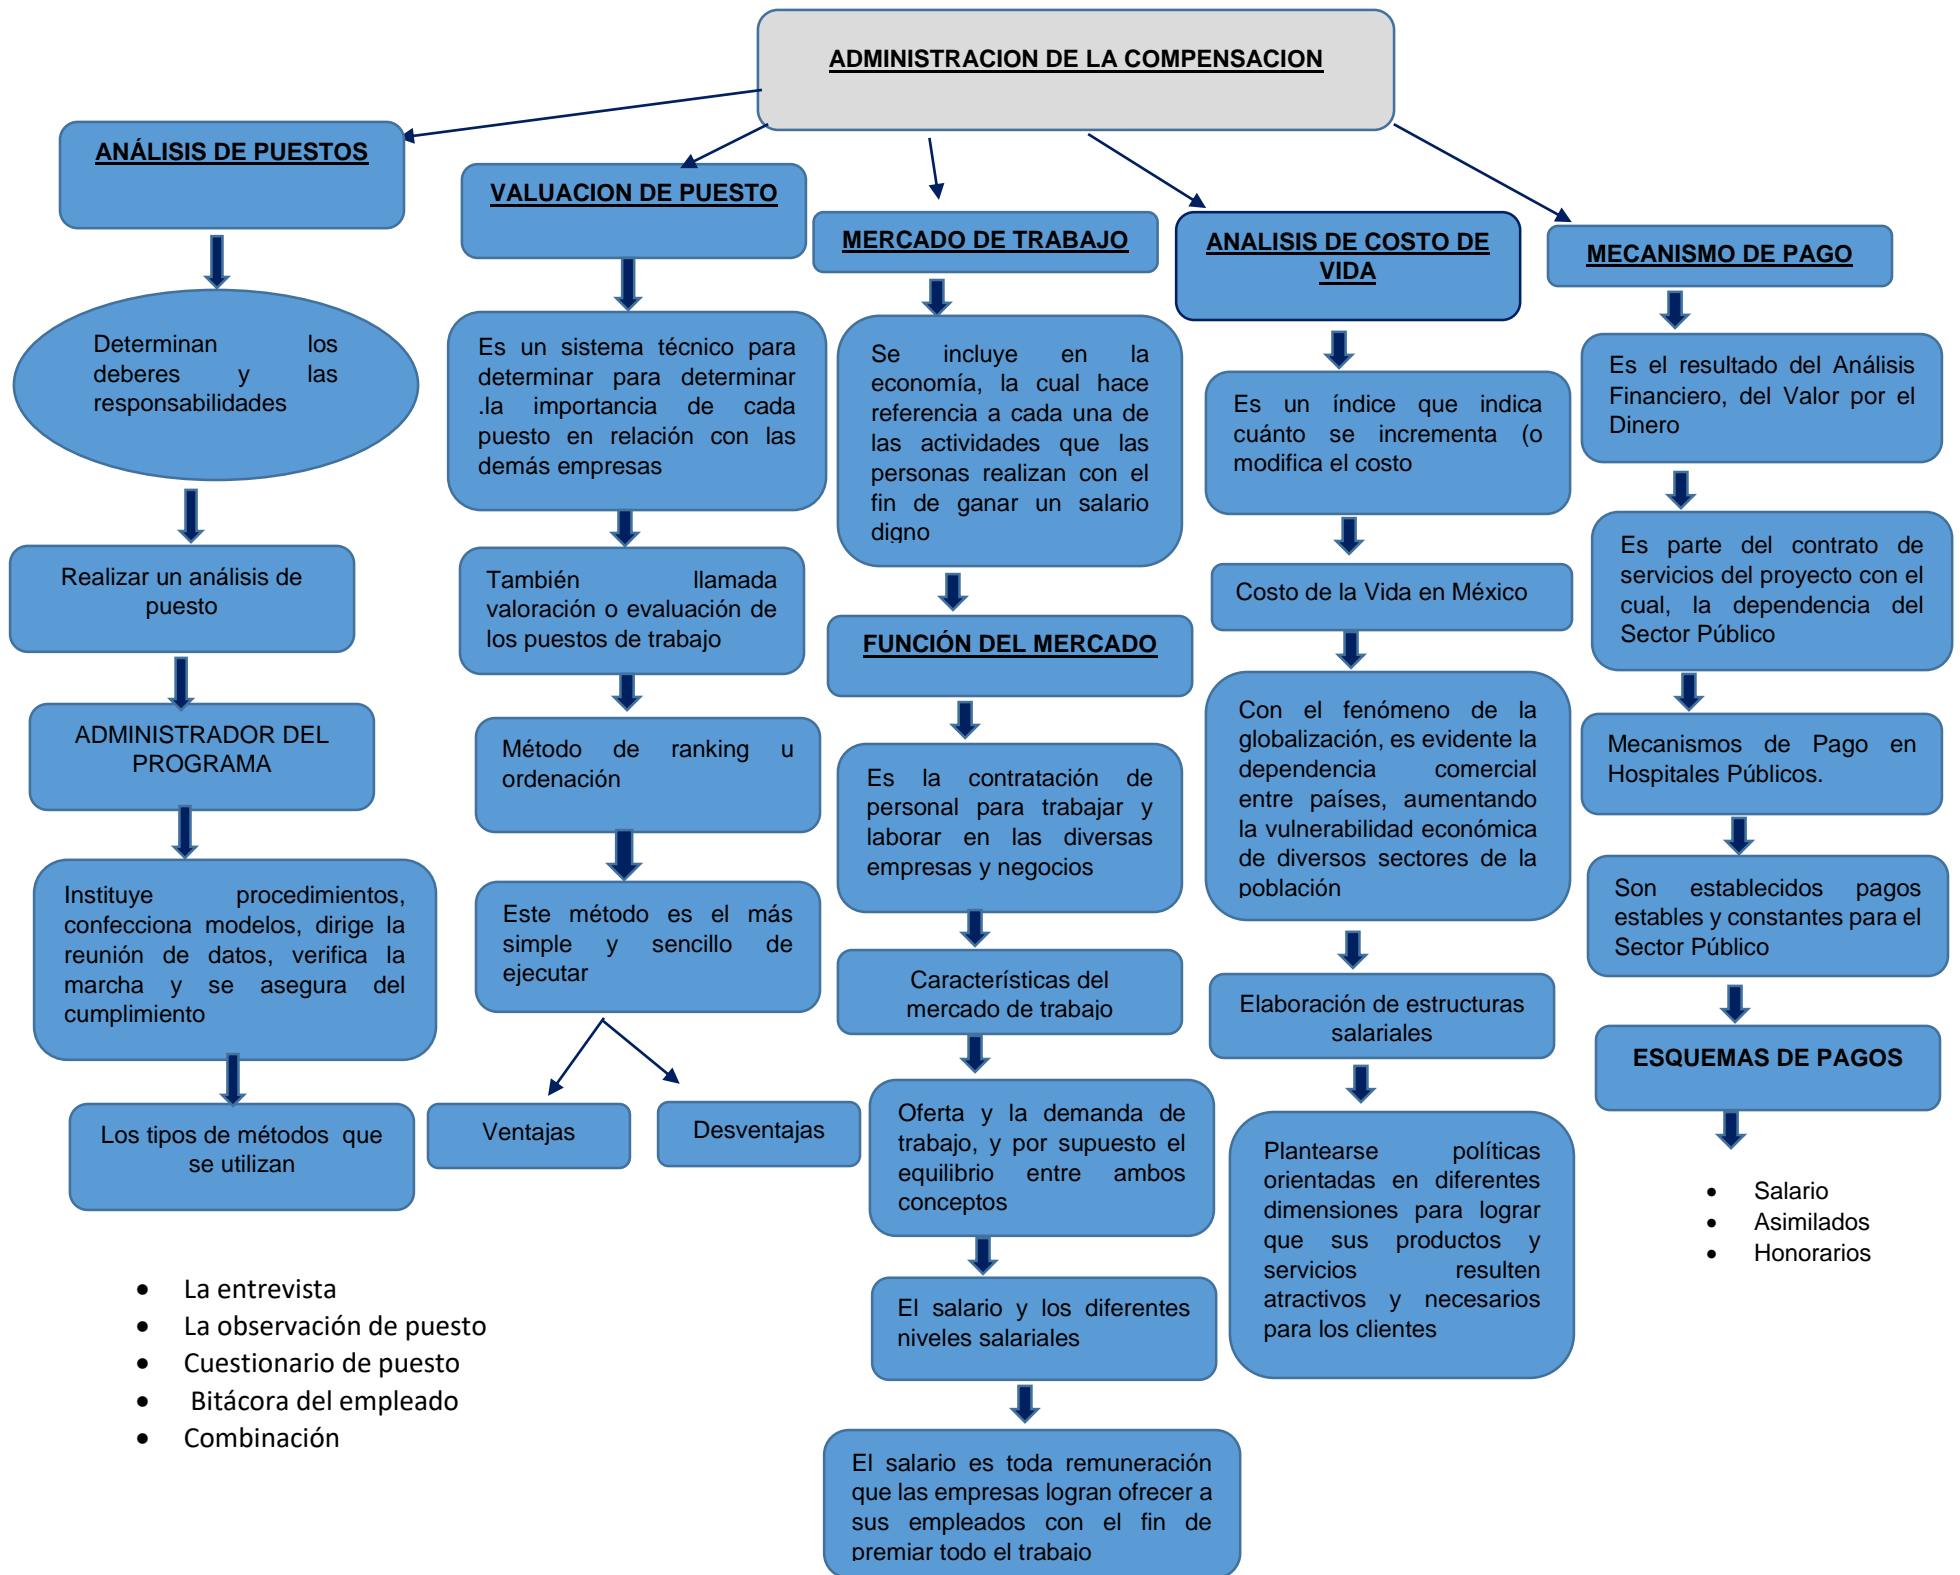 ADMINISTRACION DE LA COMPENSACION
ANÁLISIS DE PUESTOS
Determinan los
deberes y las
responsabilidades
Realizar un análisis de
puesto
ADMINISTRADOR DEL
PROGRAMA
Instituye procedimientos,
confecciona modelos, dirige la
reunión de datos, verifica la
marcha y se asegura del
cumplimiento
Los tipos de métodos que
se utilizan
• La entrevista
• La observación de puesto
• Cuestionario de puesto
• Bitácora del empleado
• Combinación
VALUACION DE PUESTO
Es un sistema técnico para
determinar para determinar
.la importancia de cada
puesto en relación con las
demás empresas
También llamada
valoración o evaluación de
los puestos de trabajo
Método de ranking u
ordenación
Este método es el más
simple y sencillo de
ejecutar
Ventajas
Desventajas
MERCADO DE TRABAJO
Se incluye en la
economía, la cual hace
referencia a cada una de
las actividades que las
personas realizan con el
fin de ganar un salario
digno
FUNCIÓN DEL MERCADO
Es la contratación de
personal para trabajar y
laborar en las diversas
empresas y negocios
Características del
mercado de trabajo
Oferta y la demanda de
trabajo, y por supuesto el
equilibrio entre ambos
conceptos
El salario y los diferentes
niveles salariales
El salario es toda remuneración
que las empresas logran ofrecer a
sus empleados con el fin de
premiar todo el trabajo
ANALISIS DE COSTO DE
VIDA
Es un índice que indica
cuánto se incrementa (o
modifica el costo
Costo de la Vida en México
Con el fenómeno de la
globalización, es evidente la
dependencia comercial
entre países, aumentando
la vulnerabilidad económica
de diversos sectores de la
población
Elaboración de estructuras
salariales
Plantearse políticas
orientadas en diferentes
dimensiones para lograr
que sus productos y
servicios resulten
atractivos y necesarios
para los clientes
MECANISMO DE PAGO
Es el resultado del Análisis
Financiero, del Valor por el
Dinero
Es parte del contrato de
servicios del proyecto con el
cual, la dependencia del
Sector Público
Mecanismos de Pago en
Hospitales Públicos.
Son establecidos pagos
estables y constantes para el
Sector Público
ESQUEMAS DE PAGOS
• Salario
• Asimilados
• Honorarios